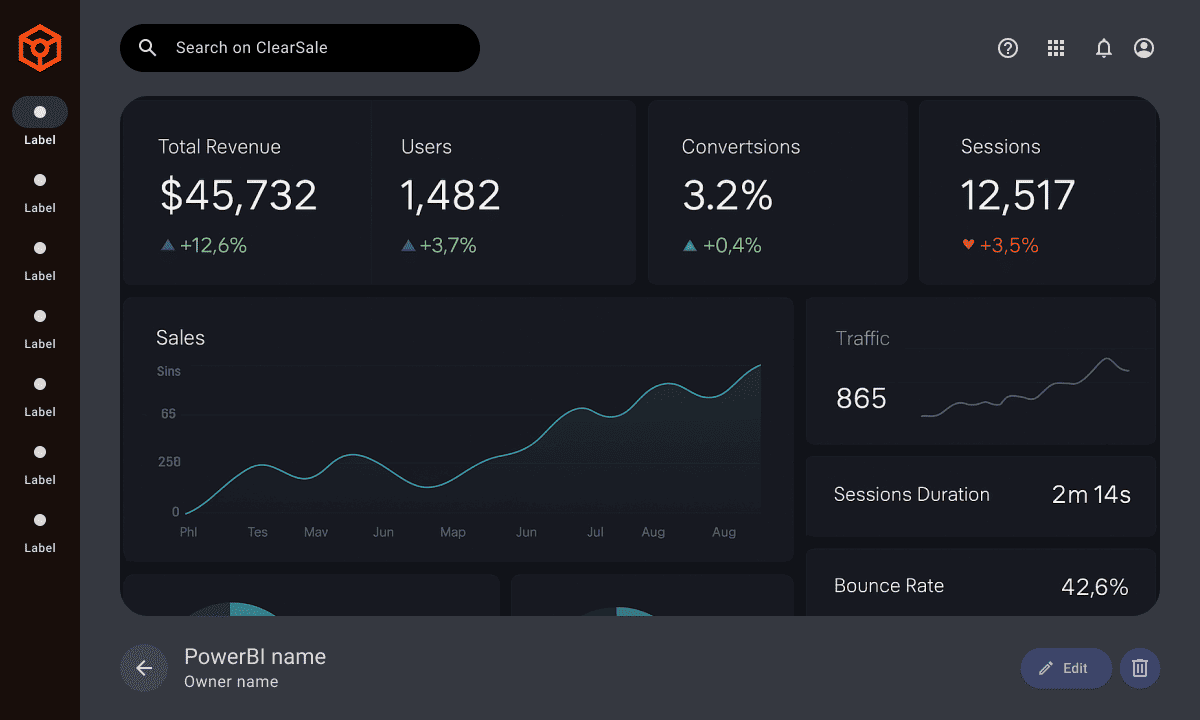 Search on ClearSale
Label
Label
Label
Label
Label
Label
Label
Total Revenue
$45,732
+12,6%
Users
1,482
+3,7%
Convertsions
3.2%
+0,4%
Sessions
12,517
+3,5%
Sales
Sins
65
250
0
Phl Tes Mav Jun Map Jun Jul Aug Aug
Traffic
865
Sessions Duration 2m 14s
Bounce Rate 42,6%
PowerBI name
Owner name
Edit